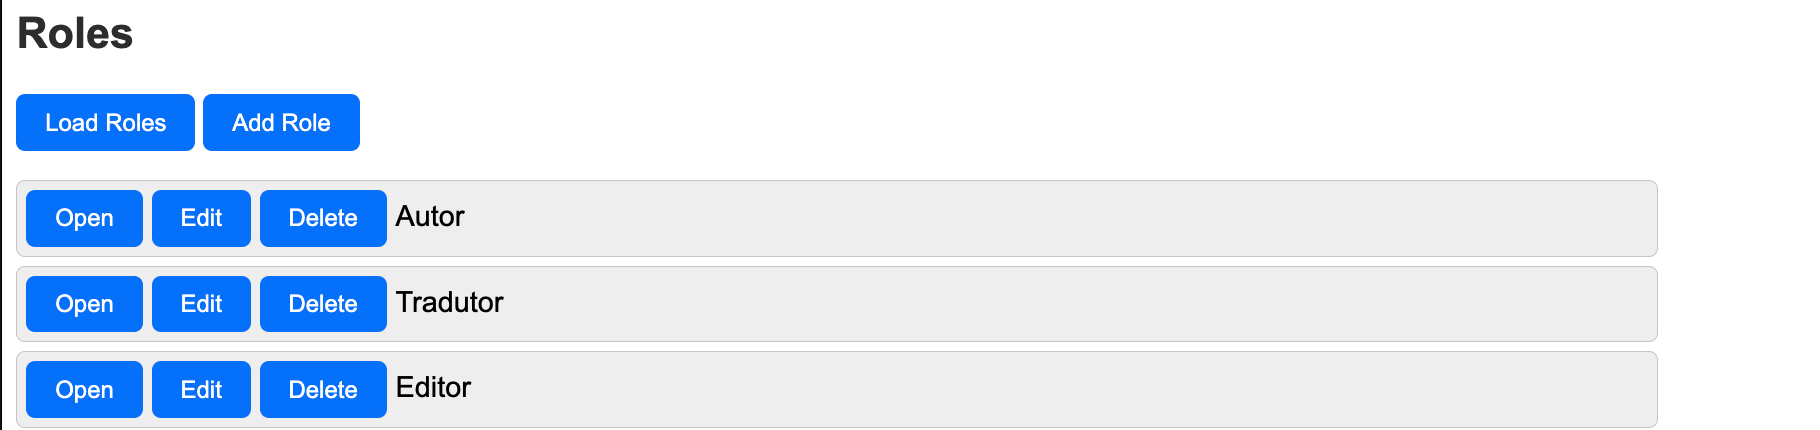 Roles
Load Roles Add Role
Open Edit Delete Autor
Open Edit Delete Tradutor
Open Edit Delete Editor